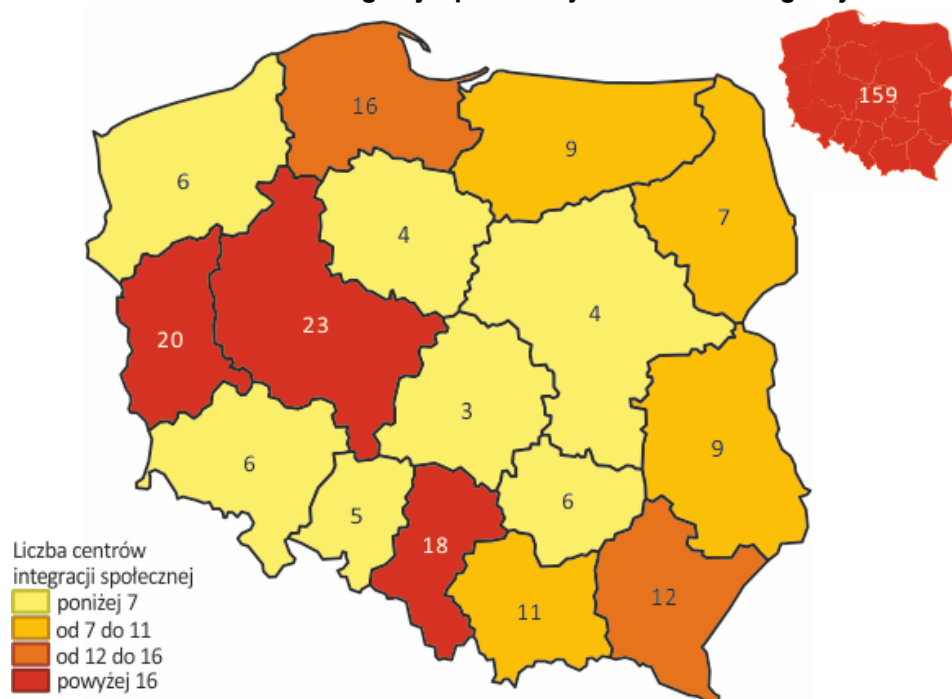 159
16
9
6
7
4
4
23
20
3
9
6
6
5
18
12
11
Liczba centrów
integracji społecznej
poniżej 7
od 7 do 11
od 12 do 16
powyżej 16